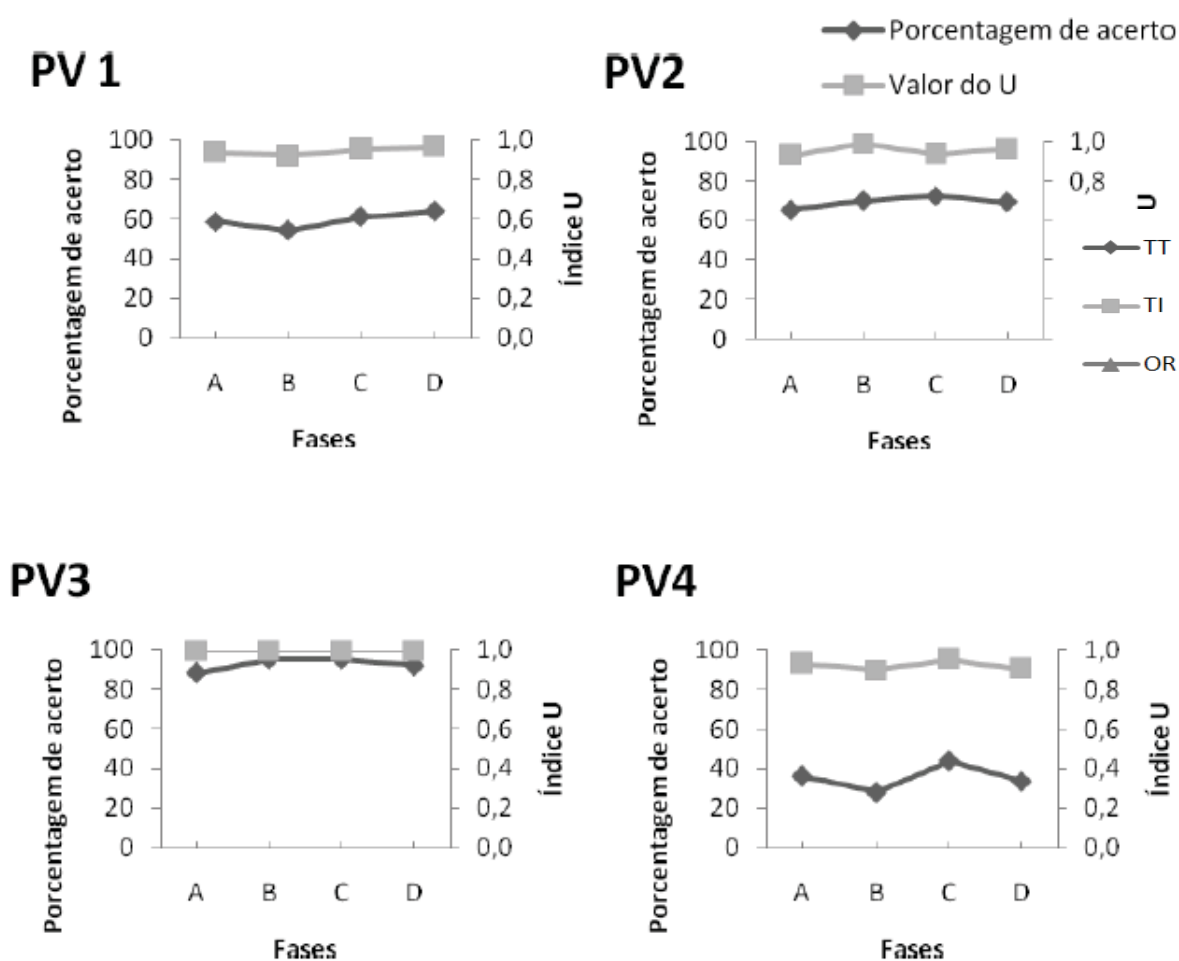 Porcentagem de acerto
Valor do U
PV 1
Porcentagem de acerto
100
80
60
40
20
0
1,0
0,8
0,6
0,4
0,2
0,0
Índice U
A B C D
Fases
PV2
Porcentagem de acerto
100
80
60
40
20
0
1,0
0,8
U
TT
TI
OR
A B C D
Fases
PV3
Porcentagem de acerto
100
80
60
40
20
0
1,0
0,8
0,6
0,4
0,2
0,0
Índice U
A B C D
Fases
PV4
Porcentagem de acerto
100
80
60
40
20
0
1,0
0,8
0,6
0,4
0,2
0,0
Índice U
A B C D
Fases